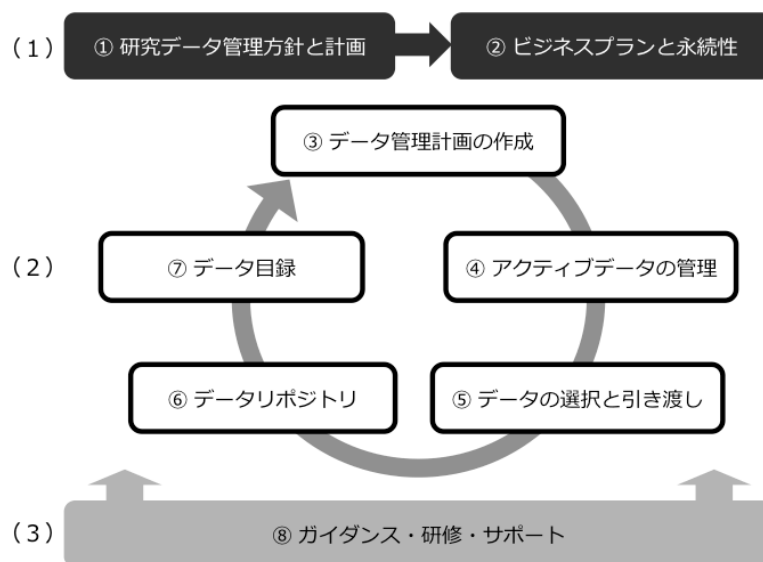 (1)
① 研究データ管理方針と計画
② ビジネスプランと永続性
③ データ管理計画の作成
(2)
⑦ データ目録
④ アクティブデータの管理
⑥ データリポジトリ
⑤ データの選択と引き渡し
(3)
⑧ ガイダンス・研修・サポート